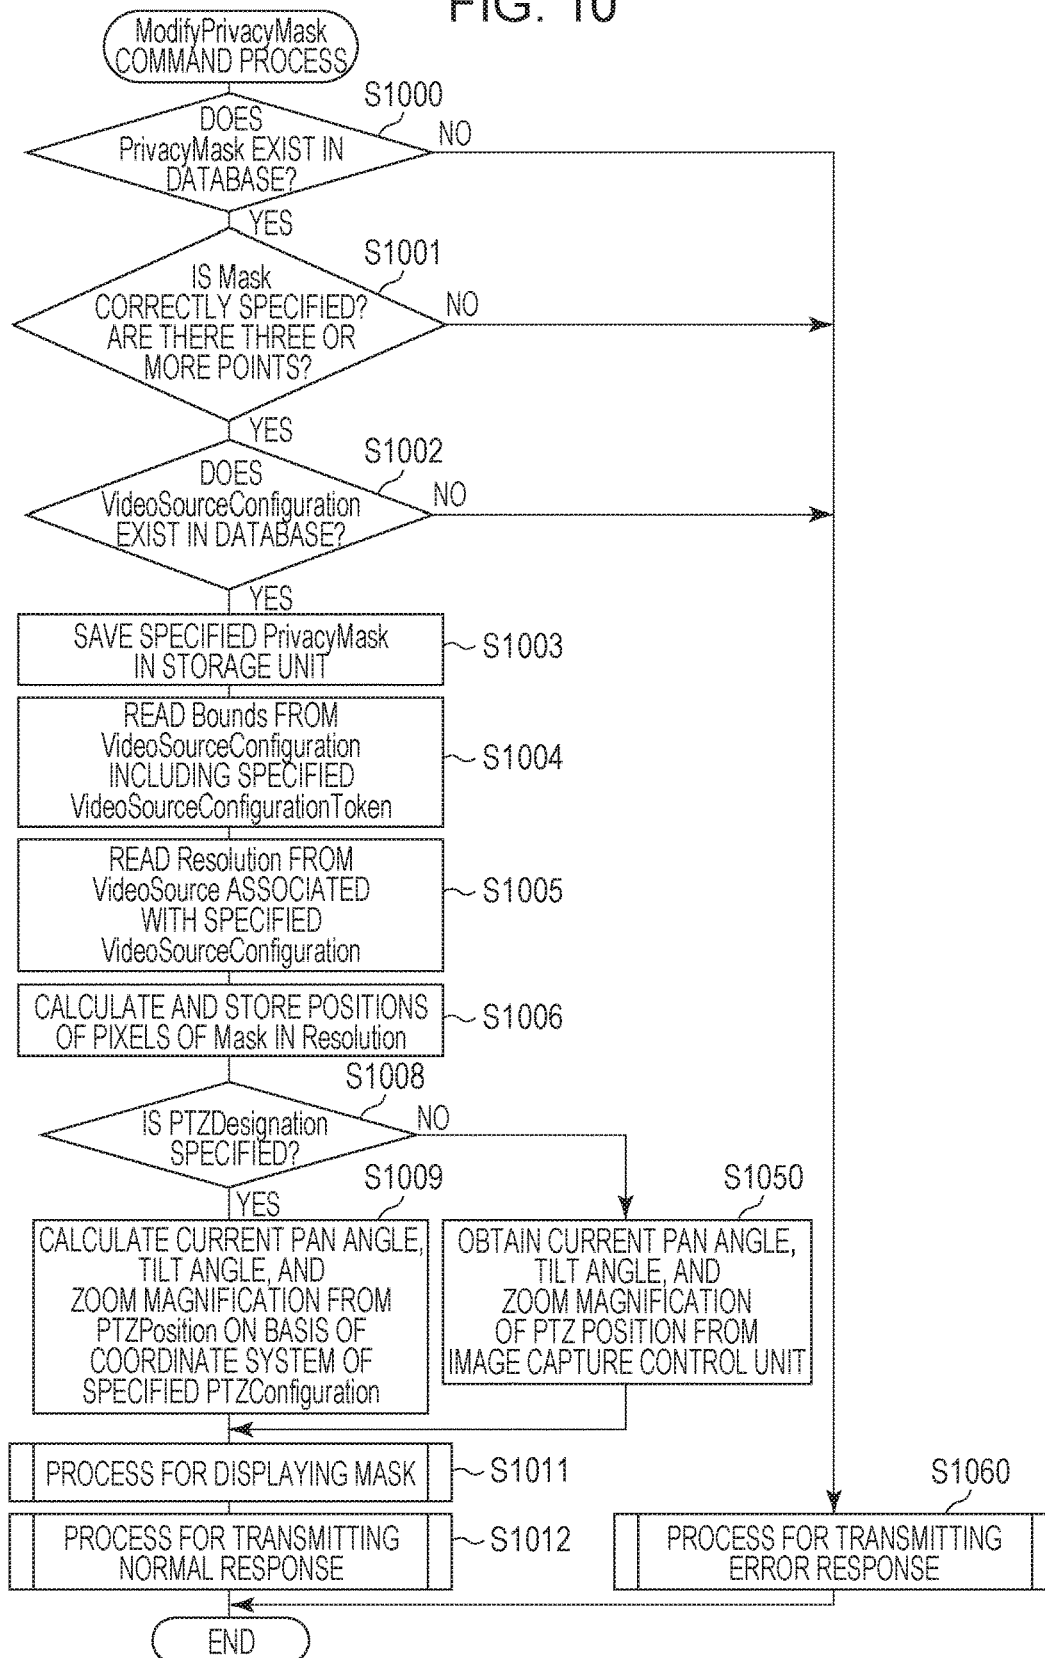 FIG. 10
ModifyPrivacyMask
COMMAND PROCESS
S1000
DOES
PrivacyMask EXIST IN
DATABASE?
NO
YES
S1001
IS Mask
CORRECTLY SPECIFIED?
ARE THERE THREE OR
MORE POINTS?
NO
YES
S1002
DOES
VideoSourceConfiguration
EXIST IN DATABASE?
NO
YES
SAVE SPECIFIED PrivacyMask
IN STORAGE UNIT
S1003
READ Bounds FROM
VideoSourceConfiguration
INCLUDING SPECIFIED
VideoSourceConfigurationToken
S1004
READ Resolution FROM
VideoSource ASSOCIATED
WITH SPECIFIED
VideoSourceConfiguration
S1005
CALCULATE AND STORE POSITIONS
OF PIXELS OF Mask IN Resolution
S1006
S1008
IS PTZDesignation
SPECIFIED?
NO
YES
S1009
CALCULATE CURRENT PAN ANGLE,
TILT ANGLE, AND
ZOOM MAGNIFICATION FROM
PTZPosition ON BASIS OF
COORDINATE SYSTEM OF
SPECIFIED PTZConfiguration
S1050
OBTAIN CURRENT PAN ANGLE,
TILT ANGLE, AND
ZOOM MAGNIFICATION
OF PTZ POSITION FROM
IMAGE CAPTURE CONTROL UNIT
PROCESS FOR DISPLAYING MASK
S1011
PROCESS FOR TRANSMITTING
NORMAL RESPONSE
S1012
S1060
PROCESS FOR TRANSMITTING
ERROR RESPONSE
END